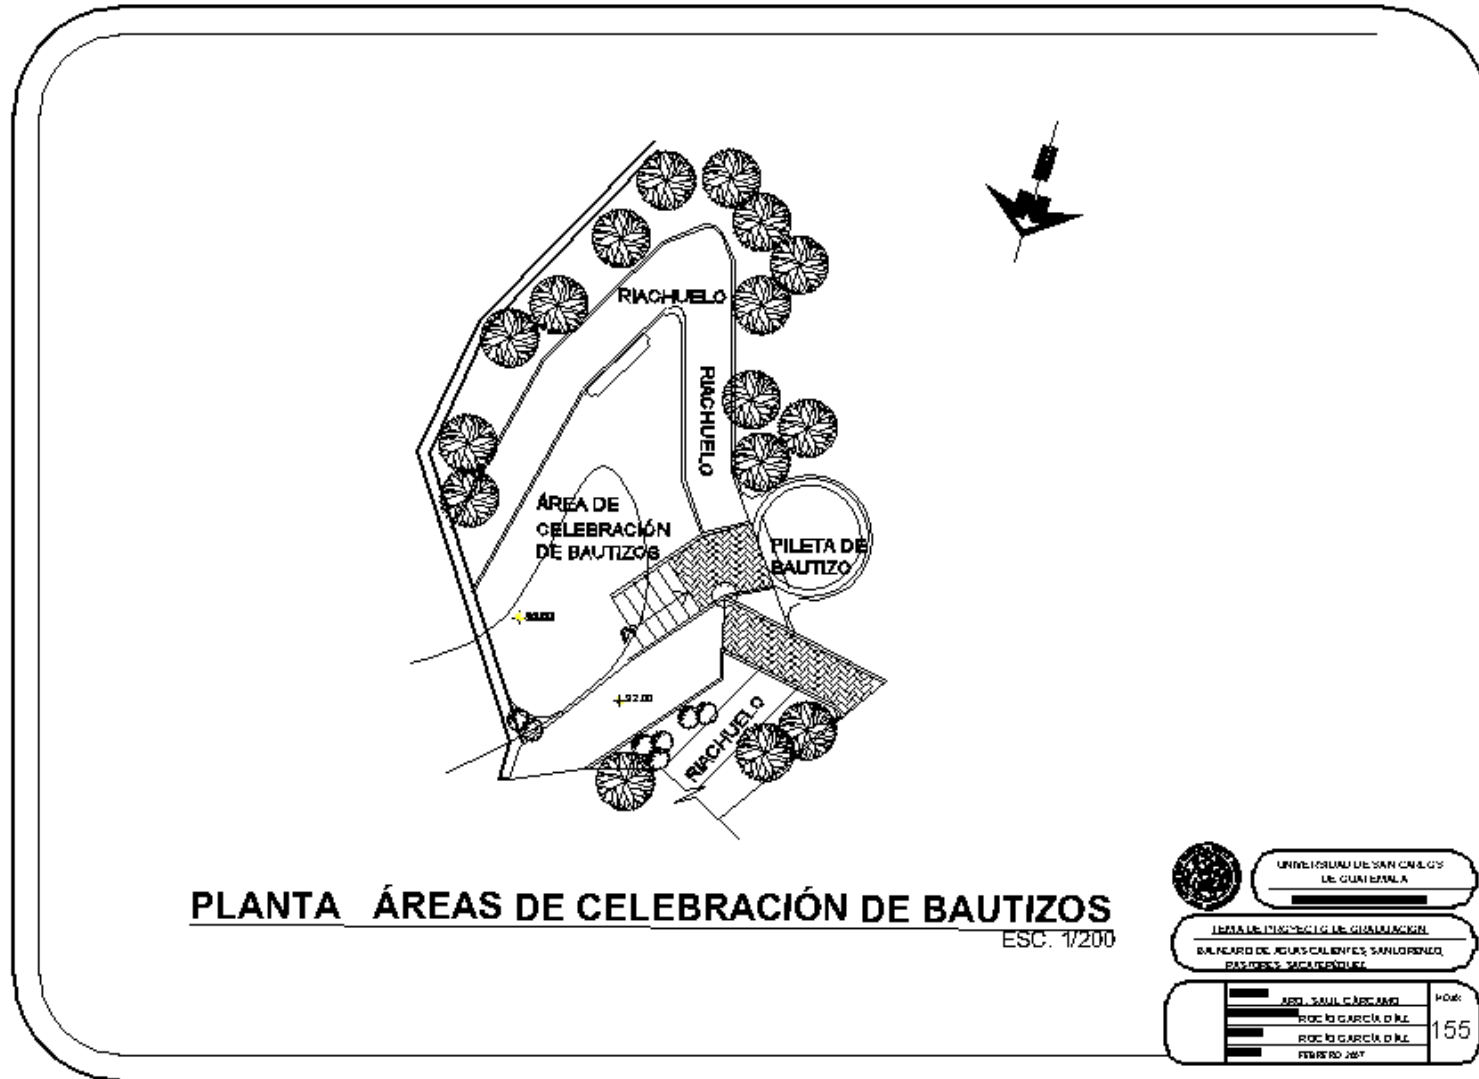 RIACHUELO
RIACHUELO
ÁREA DE
CELEBRACIÓN
DE BAUTIZOS
PILETA DE
BAUTIZO
92.00
RIACHUELO
PLANTA ÁREAS DE CELEBRACIÓN DE BAUTIZOS
ESC. 1/200
UNIVERSIDAD DE SAN CARLOS
DE GUATEMALA
TEMA DE PROYECTO DE GRADUACION
BALNEARIO DE AGUAS CALIENTES, SAN LORENZO,
PASTORES SACATEPÉQUEZ
ARQ. SAUL CÁRCAMO
ROCÍO GARCÍA DÍAZ
ROCÍO GARCÍA DÍAZ
FEBRERO 2007
HOJA:
155